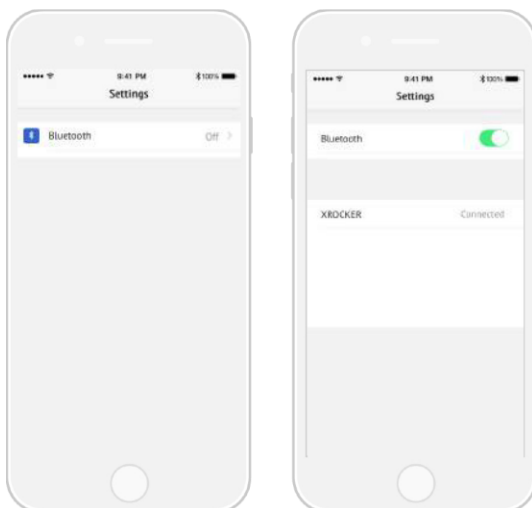 9:41 PM 100%
Settings
Bluetooth Off
9:41 PM 100%
Settings
Bluetooth
XROCKER Connected